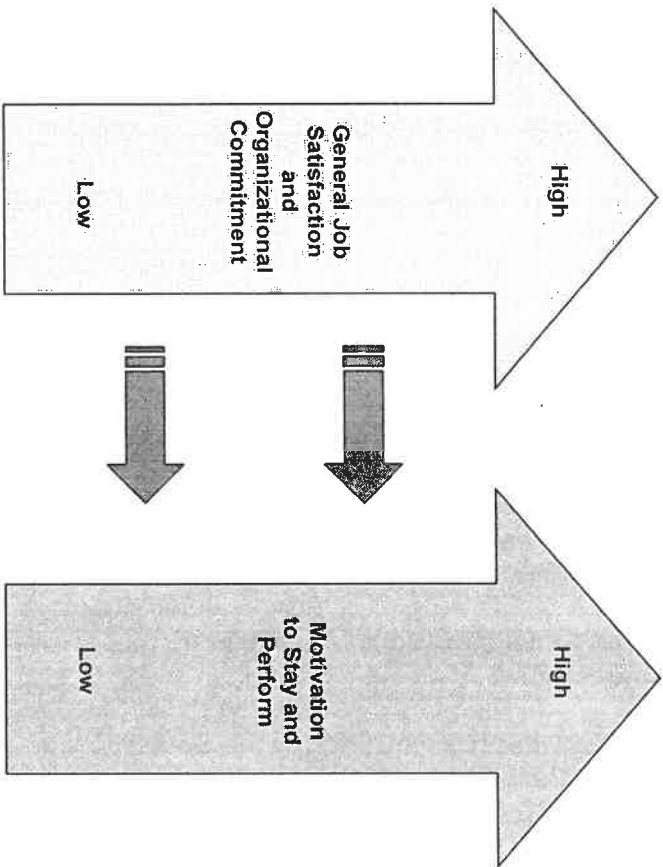 High
General Job
Satisfaction
and
Organizational
Commitment
Low
High
Motivation
to Stay and
Perform
Low